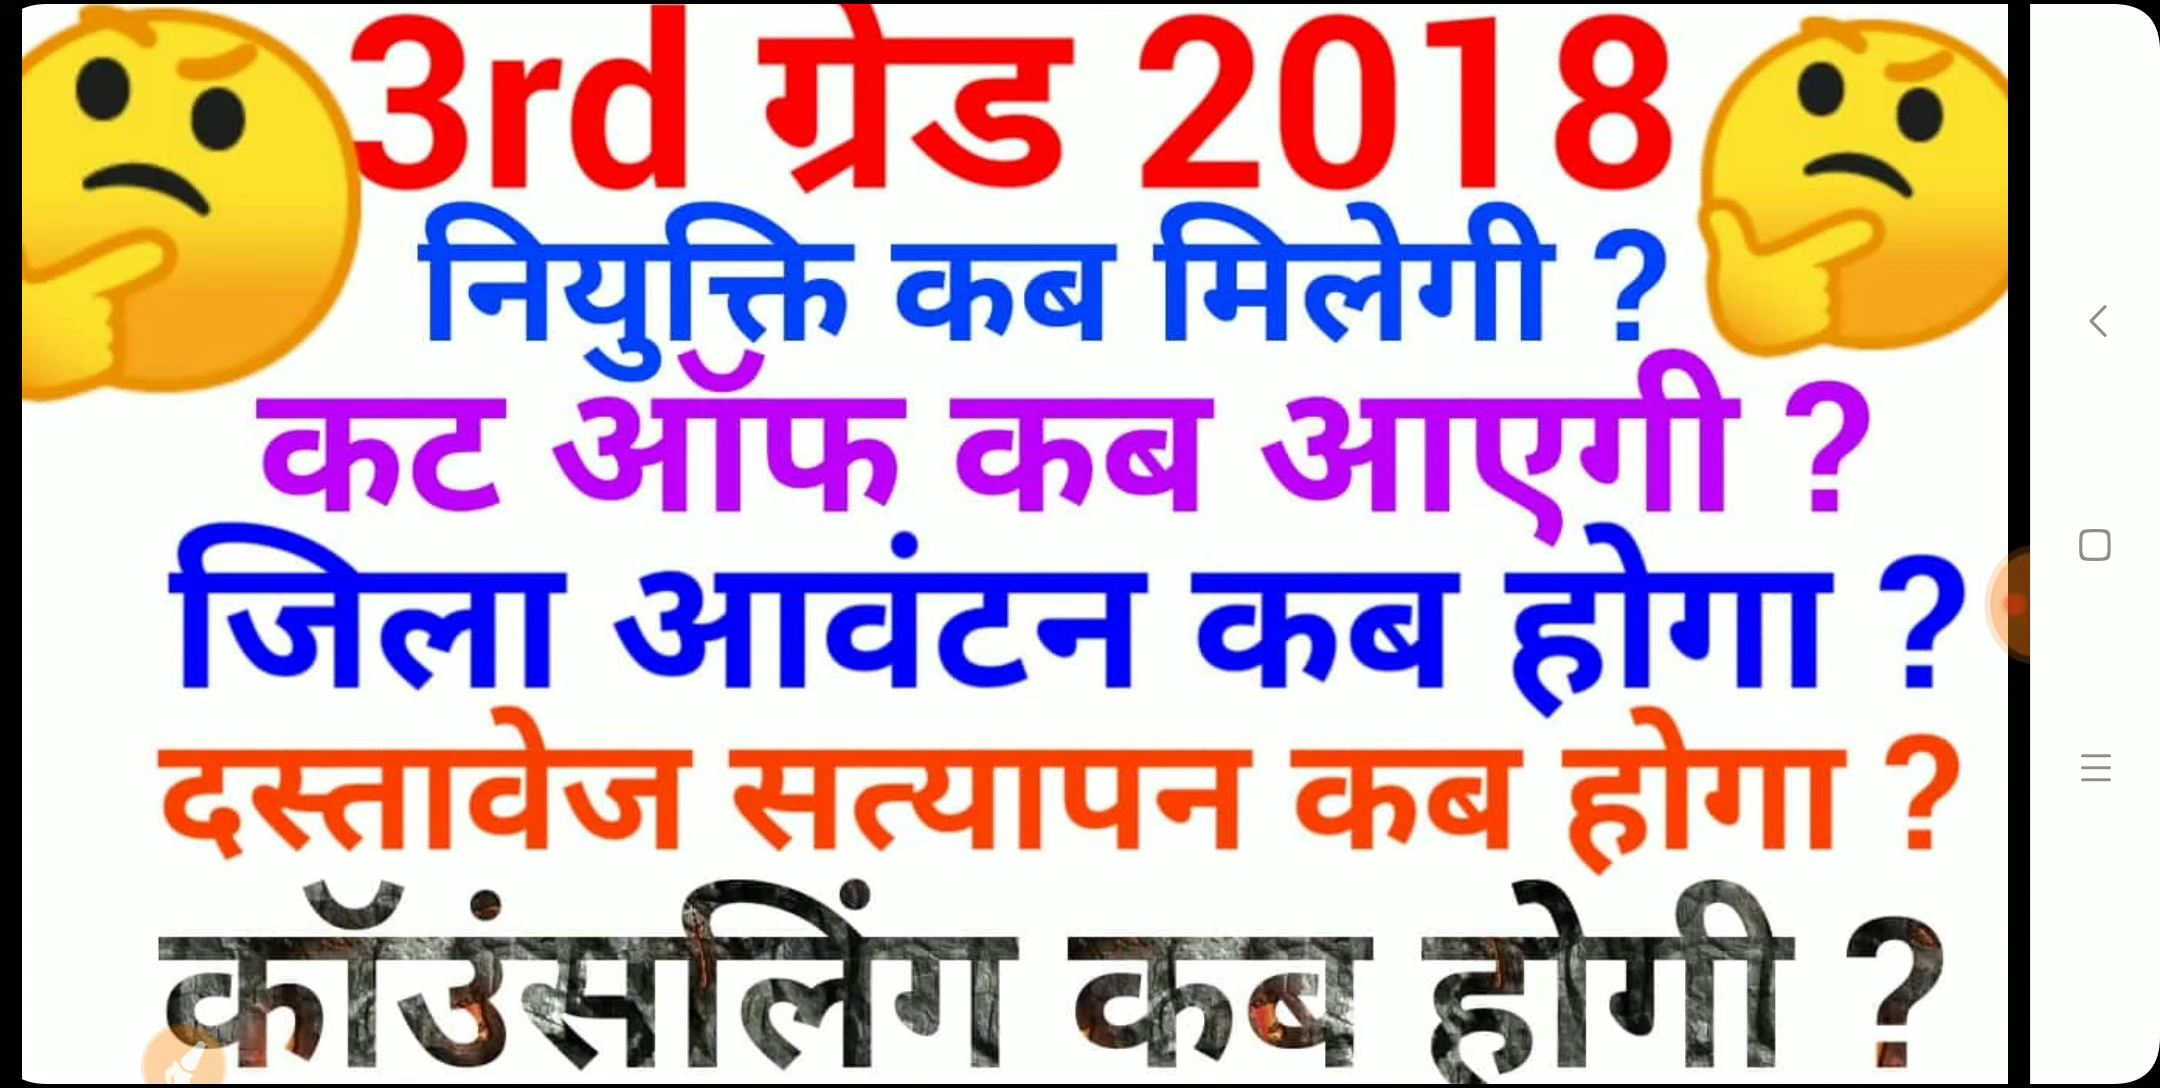 3rd ग्रेड 2018
नियुक्ति कब मिलेगी ?
कट ऑफ कब आएगी ?
जिला आवंटन कब होगा ?
दस्तावेज सत्यापन कब होगा ?
कॉउंसलिंग कब होगी ?